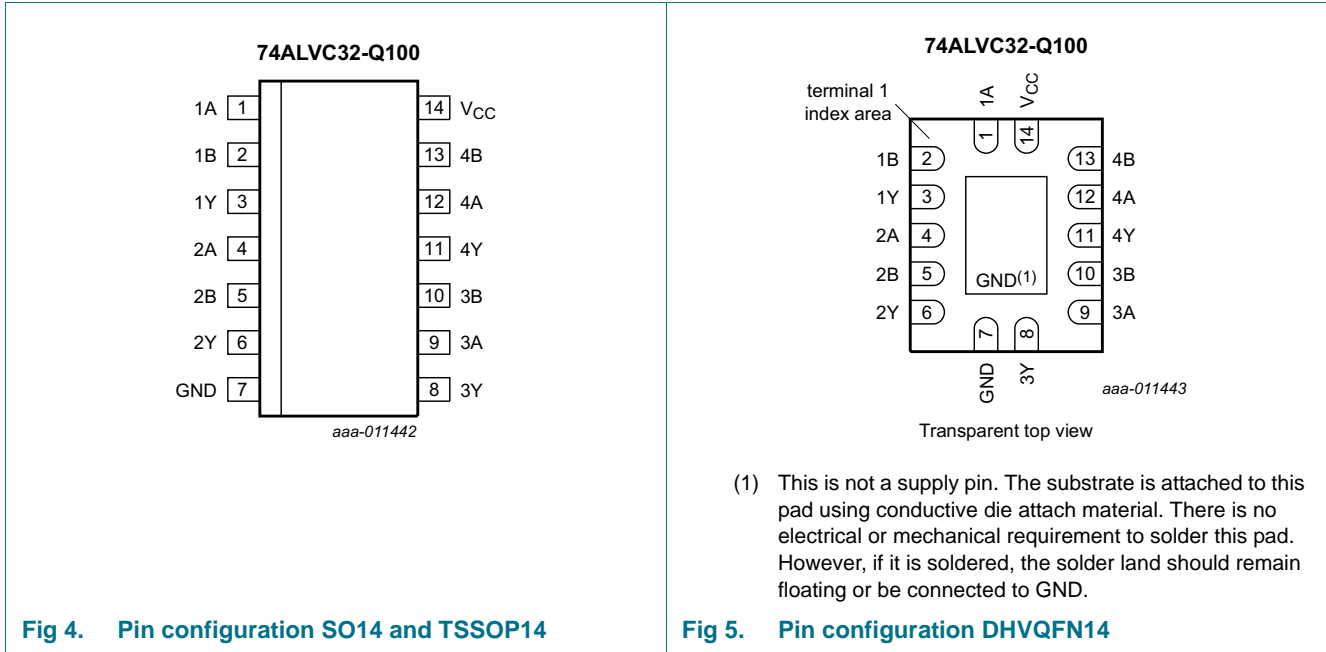 74ALVC32-Q100
1A 1
14 VCC
1B 2
13 4B
1Y 3
12 4A
2A 4
11 4Y
2B 5
10 3B
2Y 6
9 3A
GND 7
8 3Y
aaa-011442
Fig 4. Pin configuration SO14 and TSSOP14
74ALVC32-Q100
terminal 1
index area
1A
VCC
1
14
1B 2
13 4B
1Y 3
12 4A
2A 4
11 4Y
2B 5
10 3B
GND(1)
2Y 6
9 3A
7
8
GND
3Y
aaa-011443
Transparent top view
(1) This is not a supply pin. The substrate is attached to this
pad using conductive die attach material. There is no
electrical or mechanical requirement to solder this pad.
However, if it is soldered, the solder land should remain
floating or be connected to GND.
Fig 5. Pin configuration DHVQFN14